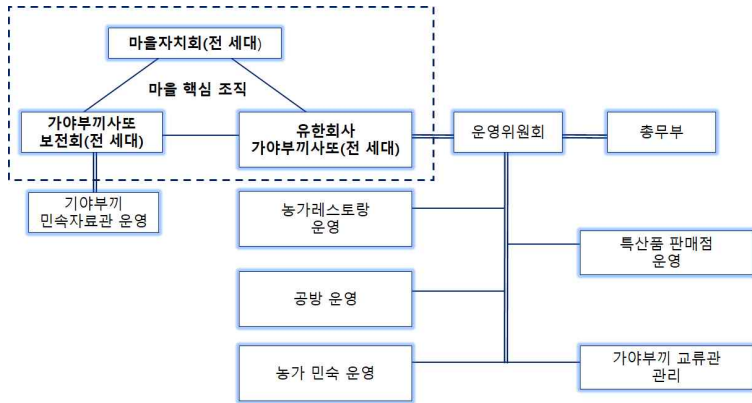 마을자치회(전 세대)
마을 핵심 조직
가야부끼사또
보전회(전 세대)
유한회사
가야부끼사또(전 세대)
운영위원회
총무부
기야부끼
민속자료관 운영
농가레스토랑
운영
특산품 판매점
운영
공방 운영
농가 민숙 운영
가야부끼 교류관
관리